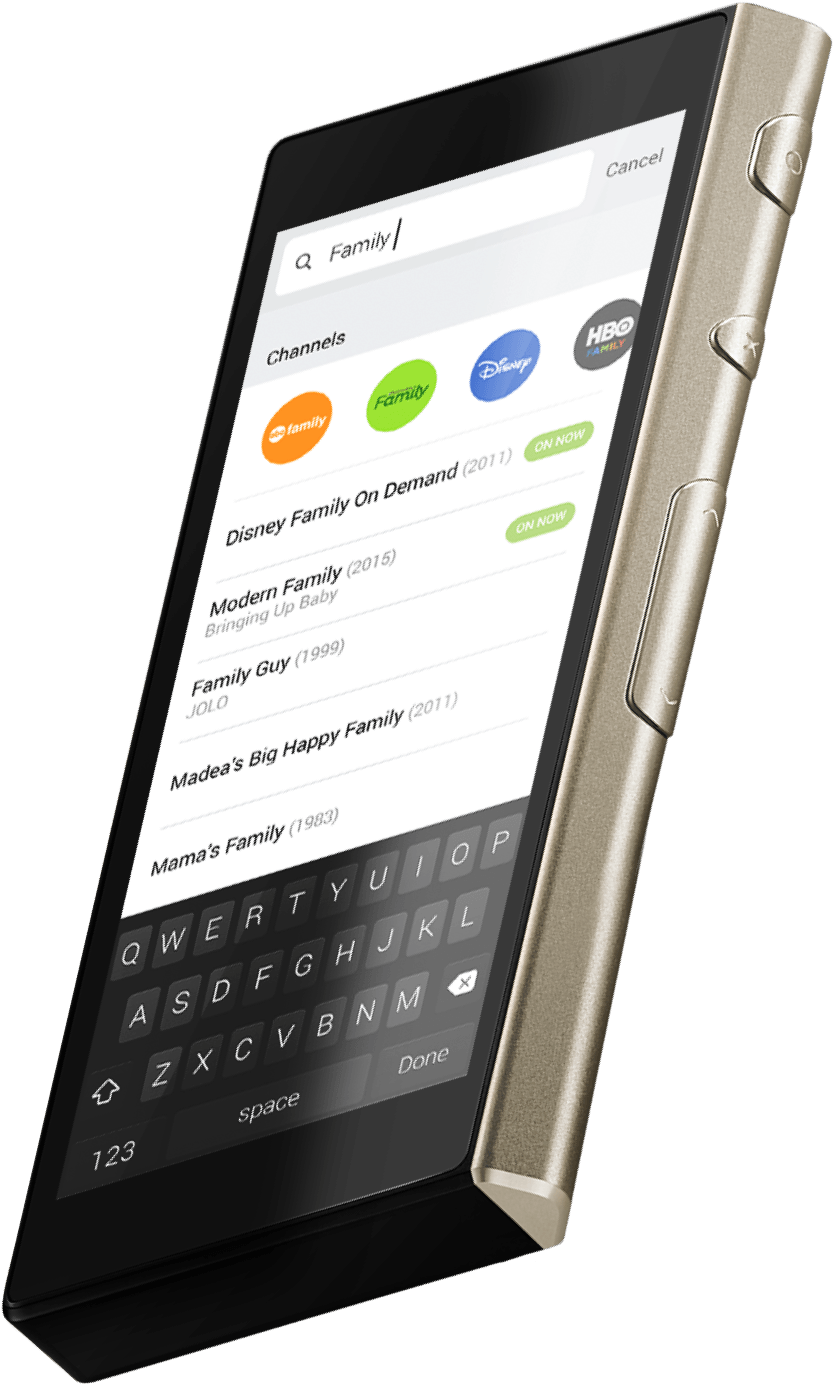 Cancel
Family
Channels
abc family
Family
Disney
HBO
FAMILY
Disney Family On Demand (2011) ON NOW
Modern Family (2015) ON NOW
Bringing Up Baby
Family Guy (1999)
JOLO
Madea's Big Happy Family (2011)
Mama's Family (1983)
Q W E R T Y U I O P
A S D F G H J K L
Z X C V B N M
123 space Done